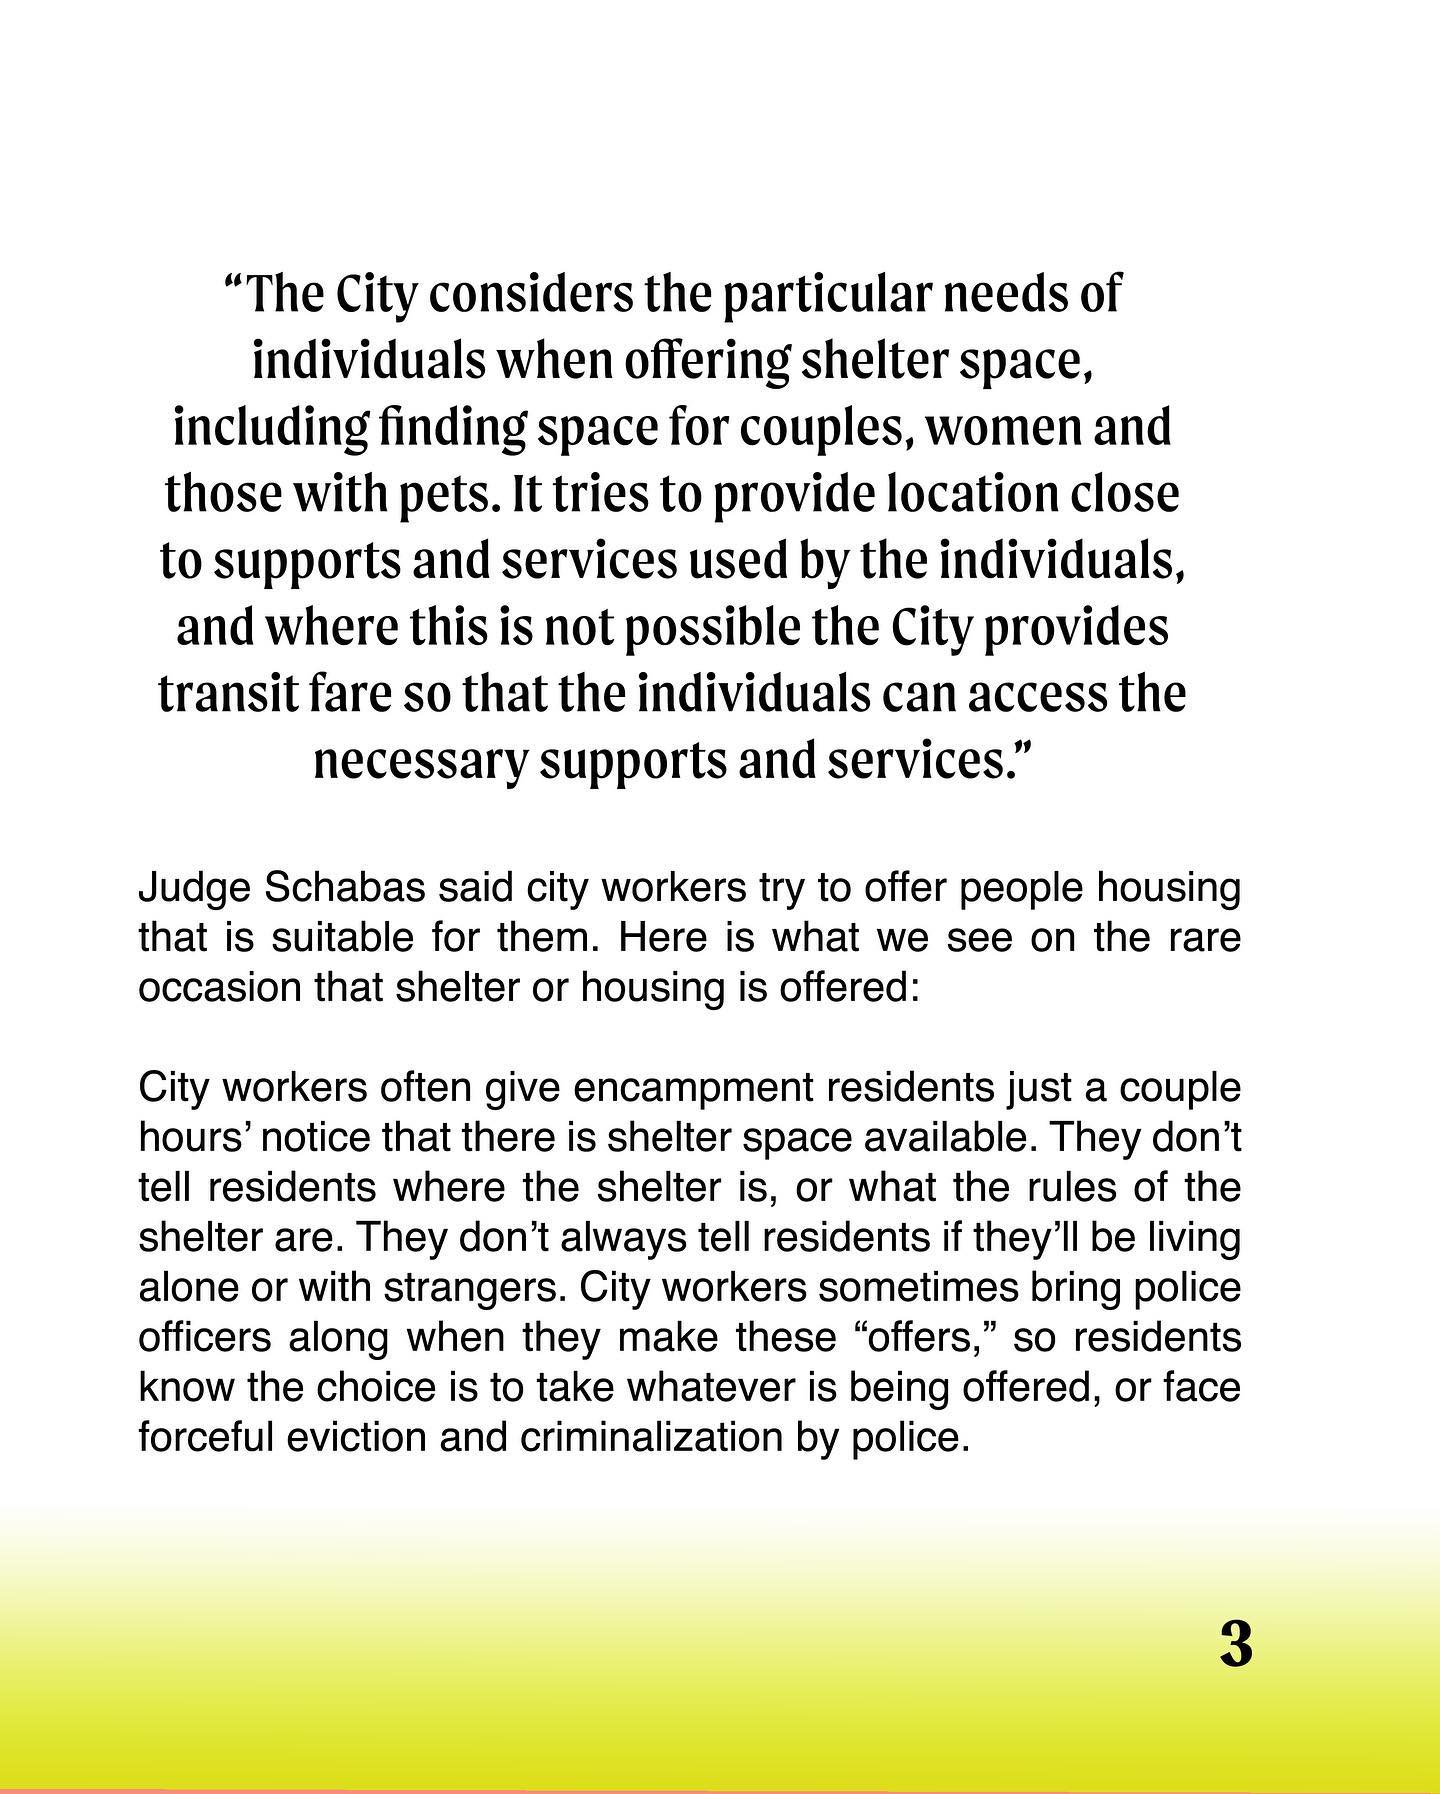 “The City considers the particular needs of
individuals when offering shelter space,
including finding space for couples, women and
those with pets. It tries to provide location close
to supports and services used by the individuals,
and where this is not possible the City provides
transit fare so that the individuals can access the
necessary supports and services.”
Judge Schabas said city workers try to offer people housing
that is suitable for them. Here is what we see on the rare
occasion that shelter or housing is offered:
City workers often give encampment residents just a couple
hours’ notice that there is shelter space available. They don’t
tell residents where the shelter is, or what the rules of the
shelter are. They don’t always tell residents if they’ll be living
alone or with strangers. City workers sometimes bring police
officers along when they make these “offers,” so residents
know the choice is to take whatever is being offered, or face
forceful eviction and criminalization by police.
3